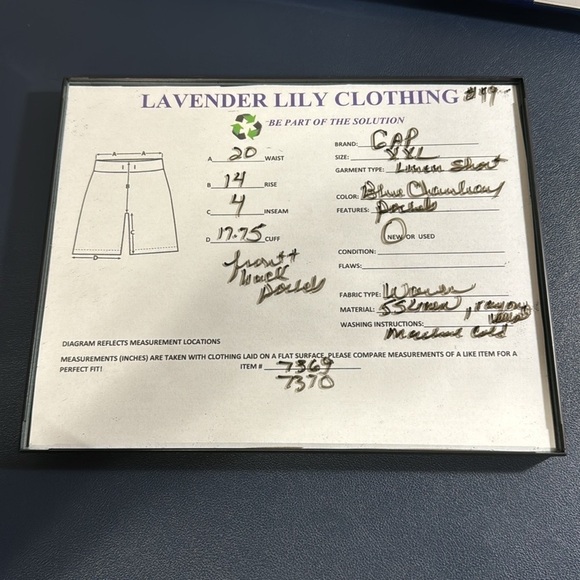 LAVENDER LILY CLOTHING #19
BE PART OF THE SOLUTION
A 20 WAIST
B 14 RISE
C 4 INSEAM
D 17.75 CUFF
front +
back
pockets
BRAND: GAP
SIZE: XXL
GARMENT TYPE: Linen Short
COLOR: Blue Chambray
FEATURES: Pockets
NEW OR USED
CONDITION:
FLAWS:
FABRIC TYPE: Woven
MATERIAL: 55 Linen, rayon
WASHING INSTRUCTIONS:
Machine Cold
A A
B
C
D
DIAGRAM REFLECTS MEASUREMENT LOCATIONS
MEASUREMENTS (INCHES) ARE TAKEN WITH CLOTHING LAID ON A FLAT SURFACE, PLEASE COMPARE MEASUREMENTS OF A LIKE ITEM FOR A
PERFECT FIT!
ITEM # 7369
7370